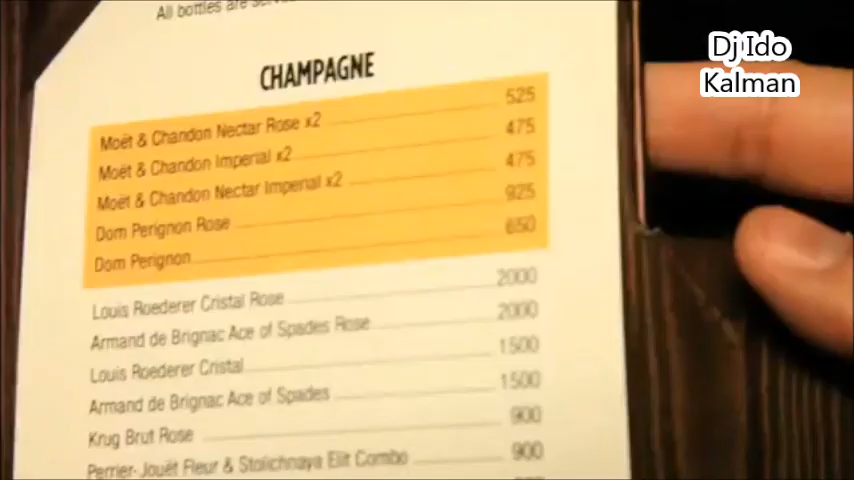 All bottles are
Dj Ido
Kalman
CHAMPAGNE
Moët & Chandon Nectar Rose x2 525
Moët & Chandon Imperial x2 475
Moët & Chandon Nectar Imperial x2 475
Dom Perignon Rose 925
Dom Perignon 650
Louis Roederer Cristal Rose 2000
Armand de Brignac Ace of Spades Rose 2000
Louis Roederer Cristal 1500
Armand de Brignac Ace of Spades 1500
Krug Brut Rose 900
Perrier-Jouët Fleur & Stolichnaya Elit Combo 900